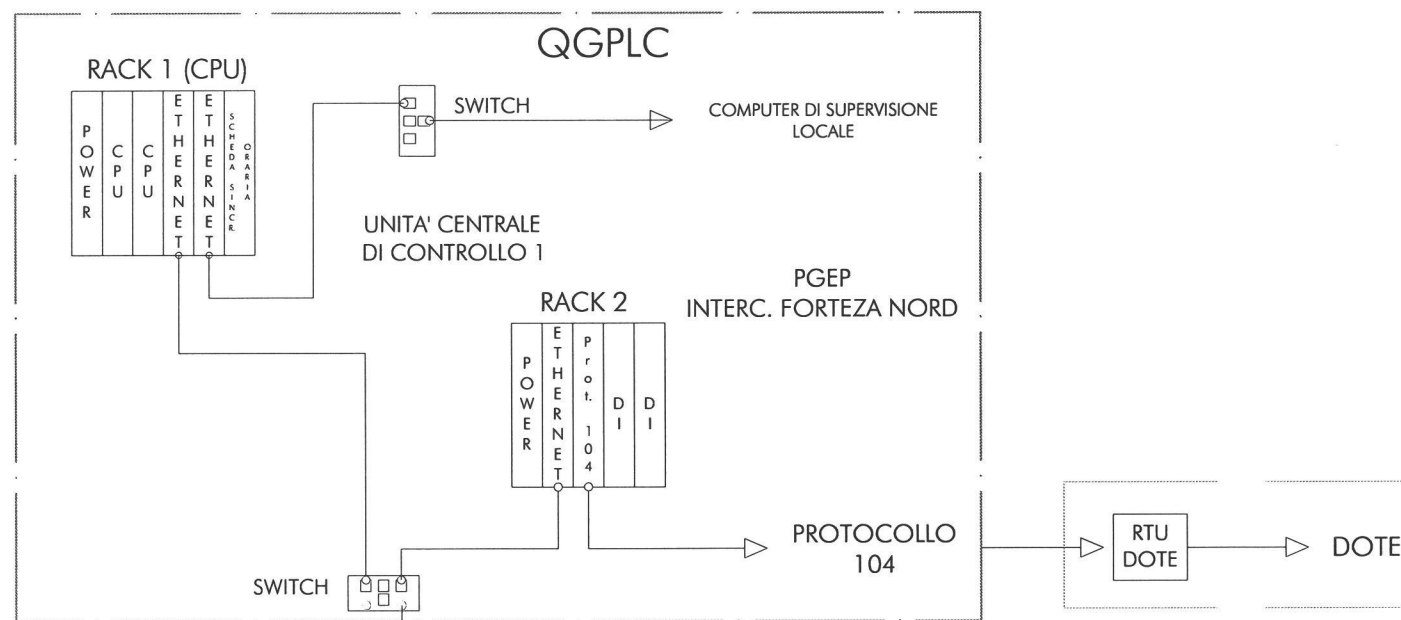 QGPLC
RACK 1 (CPU)
POWER
CPU
CPU
ETHERNET
ETHERNET
SCHEDA SINCR.
ORARIA
SWITCH
COMPUTER DI SUPERVISIONE
LOCALE
UNITA' CENTRALE
DI CONTROLLO 1
PGEP
INTERC. FORTEZA NORD
RACK 2
POWER
ETHERNET
Prot. 104
DI
DI
PROTOCOLLO
104
RTU
DOTE
DOTE
SWITCH